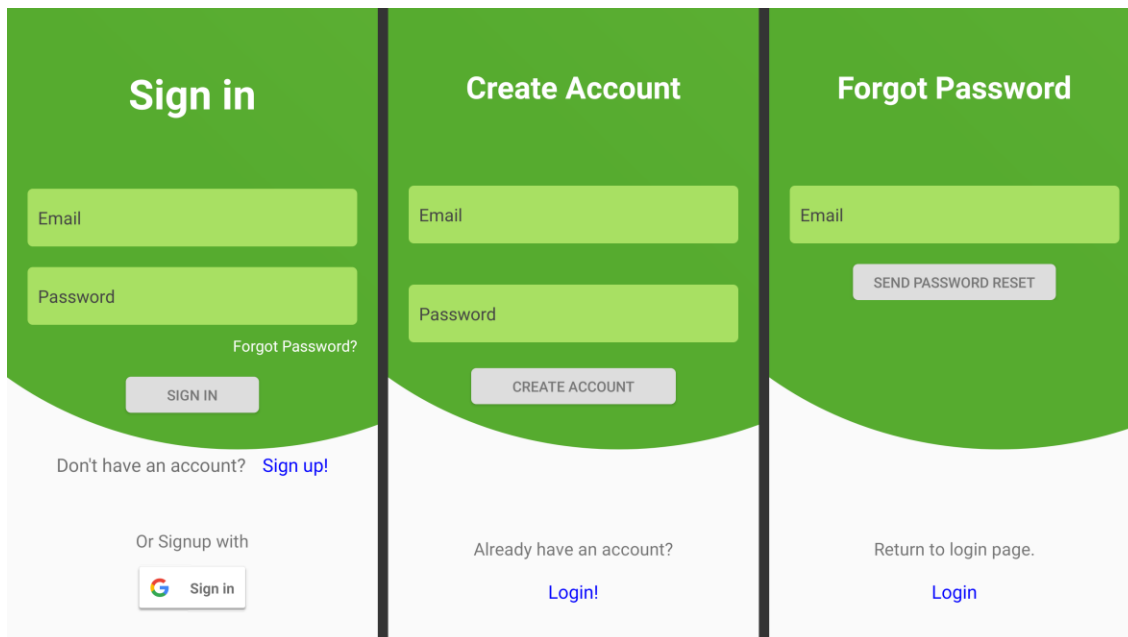 Sign in
Email
Password
Forgot Password?
SIGN IN
Don't have an account? Sign up!
Or Signup with
Sign in
Create Account
Email
Password
CREATE ACCOUNT
Already have an account?
Login!
Forgot Password
Email
SEND PASSWORD RESET
Return to login page.
Login